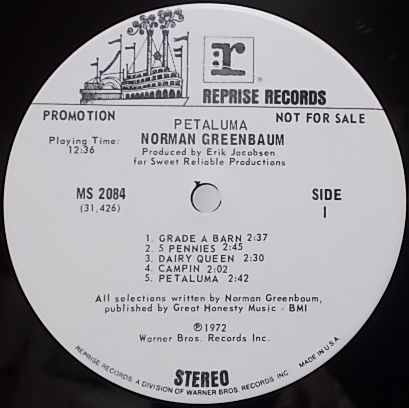 r
REPRISE RECORDS
PROMOTION
NOT FOR SALE
PETALUMA
NORMAN GREENBAUM
Playing Time:
12:36
Produced by Erik Jacobsen
for Sweet Reliable Productions
MS 2084
(31,426)
SIDE
1
1. GRADE A BARN 2:37
2. 5 PENNIES 2:45
3. DAIRY QUEEN 2:30
4. CAMPIN 2:02
5. PETALUMA 2:42
All selections written by Norman Greenbaum,
published by Great Honesty Music - BMI
℗1972
Warner Bros. Records Inc.
STEREO
REPRISE RECORDS, A DIVISION OF WARNER BROS. RECORDS INC. MADE IN U.S.A.